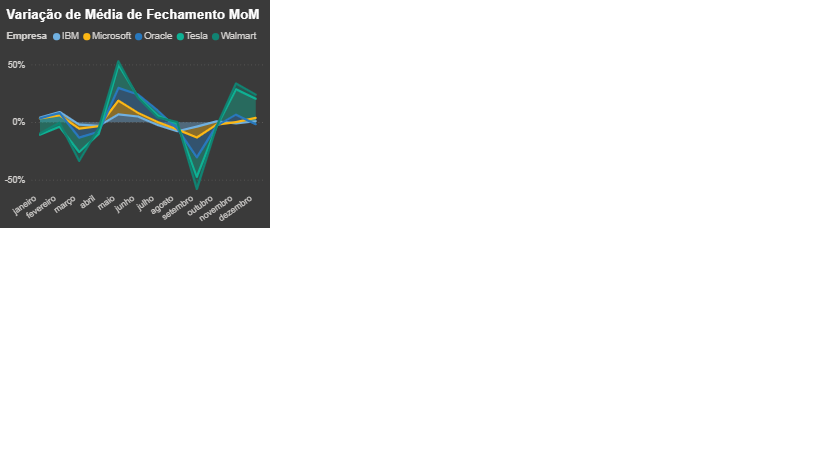 Variação de Média de Fechamento MoM
Empresa IBM Microsoft Oracle Tesla Walmart
50%
0%
-50%
janeiro
fevereiro
março
abril
maio
junho
julho
agosto
setembro
outubro
novembro
dezembro